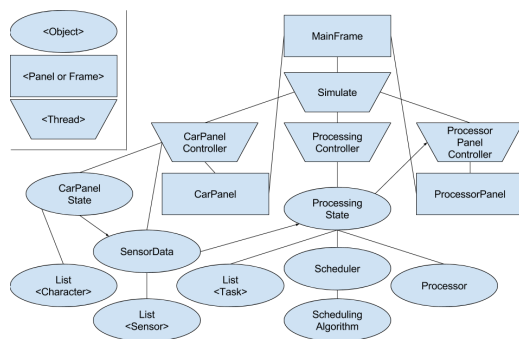 <Object>
<Panel or Frame>
<Thread>
MainFrame
Simulate
CarPanel
Controller
Processing
Controller
Processor
Panel
Controller
CarPanel
State
CarPanel
Processing
State
ProcessorPanel
SensorData
List
<Character>
List
<Sensor>
List
<Task>
Scheduler
Scheduling
Algorithm
Processor